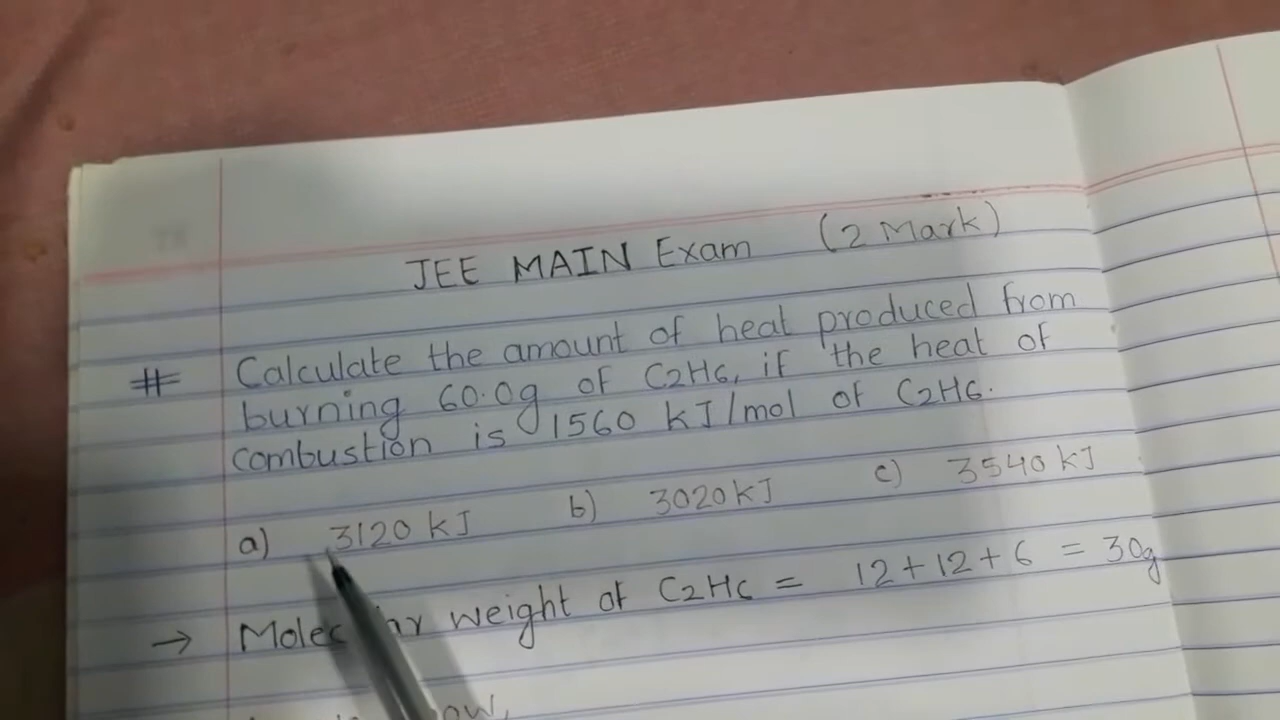 JEE MAIN Exam (2 Mark)
# Calculate the amount of heat produced from
burning 60.0g of C2H6, if the heat of
combustion is 1560 kJ/mol of C2H6.
a) 3120 kJ b) 3020 kJ c) 3540 kJ
→ weight of C2H6 = 12+12+6 = 30g